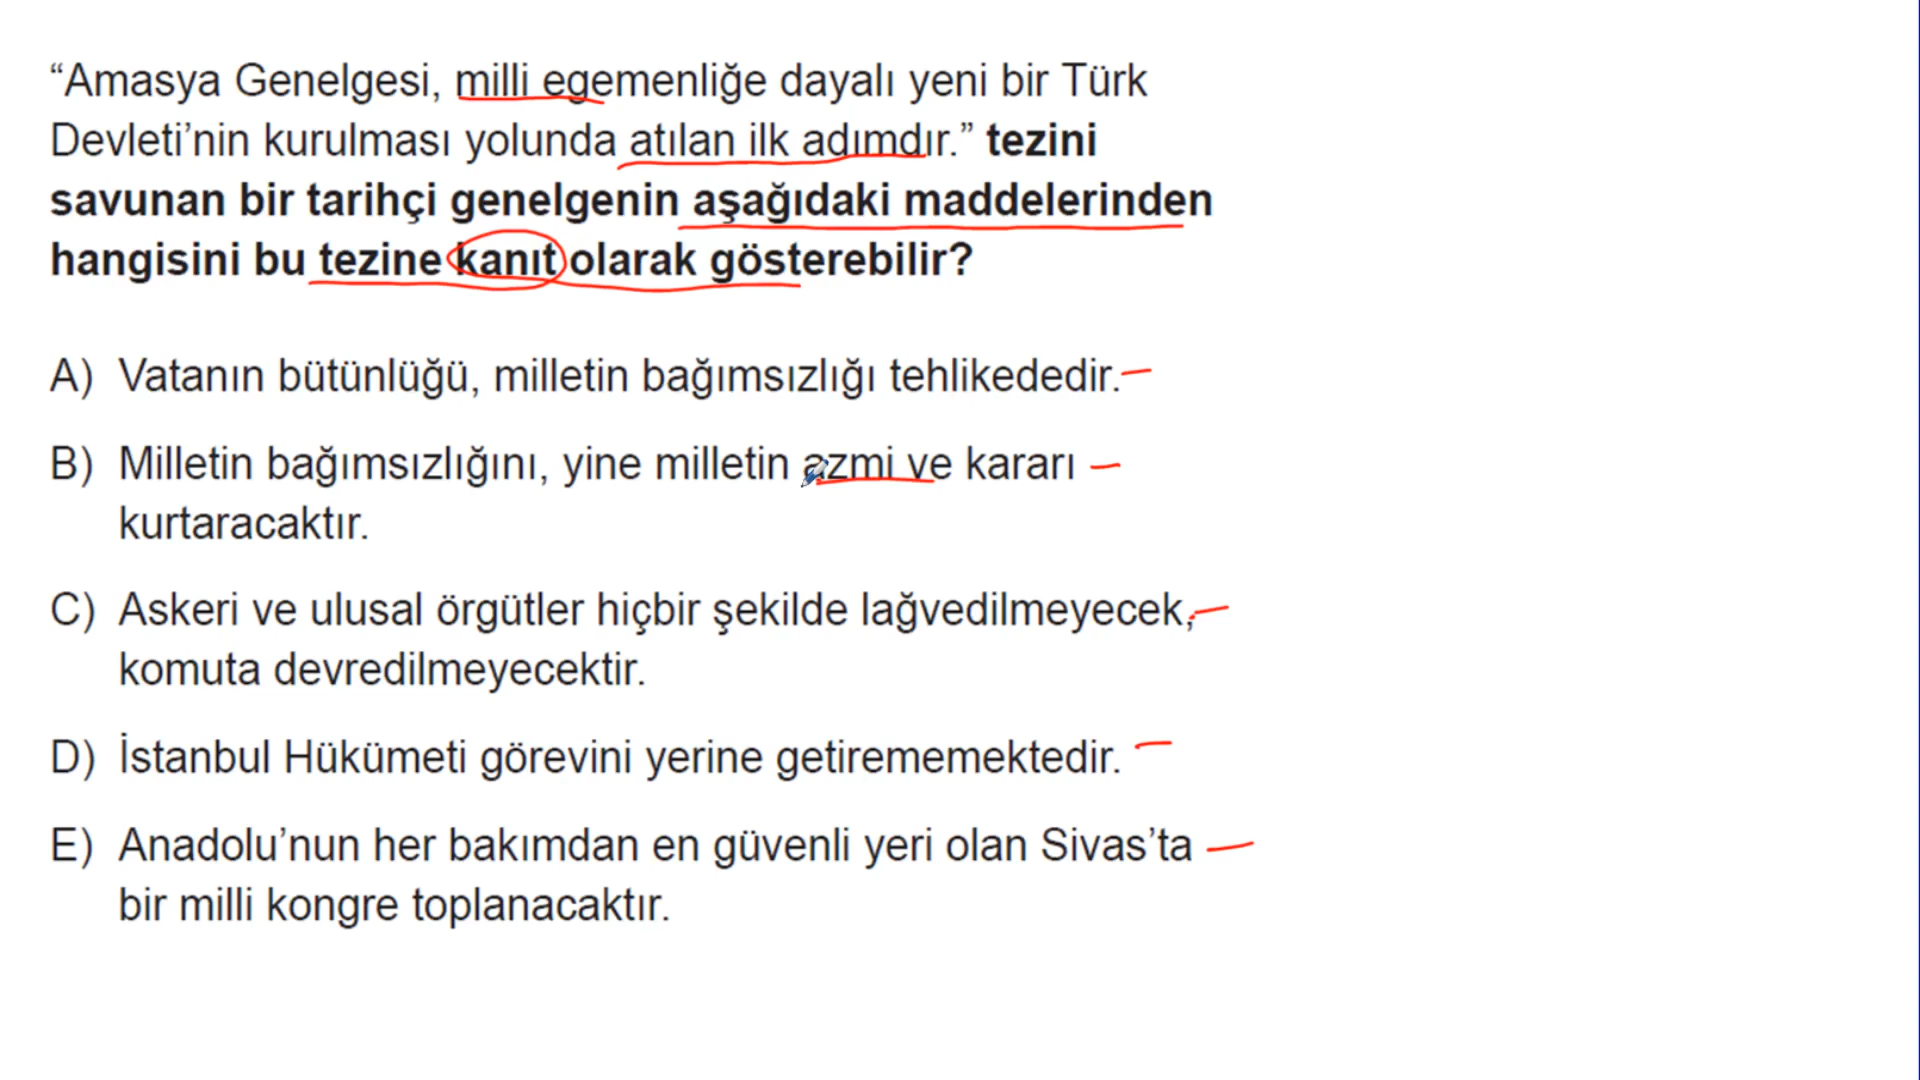 “Amasya Genelgesi, milli egemenliğe dayalı yeni bir Türk
Devleti’nin kurulması yolunda atılan ilk adımdır.” tezini
savunan bir tarihçi genelgenin aşağıdaki maddelerinden
hangisini bu tezine kanıt olarak gösterebilir?
A) Vatanın bütünlüğü, milletin bağımsızlığı tehlikededir.
B) Milletin bağımsızlığını, yine milletin azmi ve kararı
kurtaracaktır.
C) Askeri ve ulusal örgütler hiçbir şekilde lağvedilmeyecek,
komuta devredilmeyecektir.
D) İstanbul Hükümeti görevini yerine getirememektedir.
E) Anadolu’nun her bakımdan en güvenli yeri olan Sivas’ta
bir milli kongre toplanacaktır.